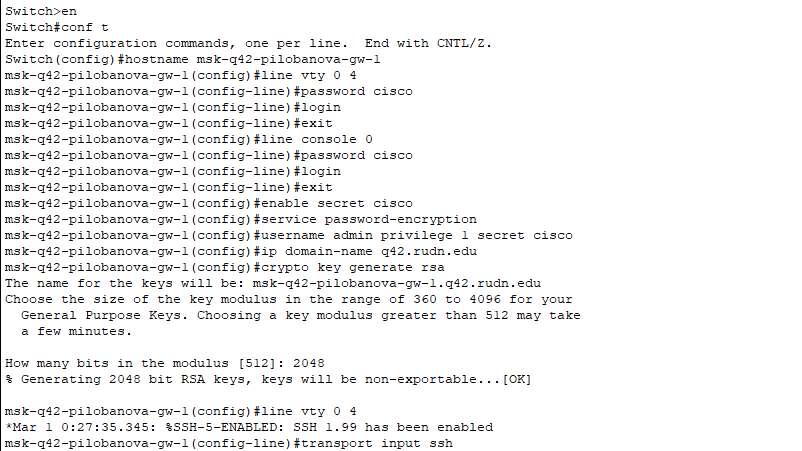 Switch>en
Switch#conf t
Enter configuration commands, one per line.  End with CNTL/Z.
Switch(config)#hostname msk-q42-pilobanova-gw-1
msk-q42-pilobanova-gw-1(config)#line vty 0 4
msk-q42-pilobanova-gw-1(config-line)#password cisco
msk-q42-pilobanova-gw-1(config-line)#login
msk-q42-pilobanova-gw-1(config-line)#exit
msk-q42-pilobanova-gw-1(config)#line console 0
msk-q42-pilobanova-gw-1(config-line)#password cisco
msk-q42-pilobanova-gw-1(config-line)#login
msk-q42-pilobanova-gw-1(config-line)#exit
msk-q42-pilobanova-gw-1(config)#enable secret cisco
msk-q42-pilobanova-gw-1(config)#service password-encryption
msk-q42-pilobanova-gw-1(config)#username admin privilege 1 secret cisco
msk-q42-pilobanova-gw-1(config)#ip domain-name q42.rudn.edu
msk-q42-pilobanova-gw-1(config)#crypto key generate rsa
The name for the keys will be: msk-q42-pilobanova-gw-1.q42.rudn.edu
Choose the size of the key modulus in the range of 360 to 4096 for your
  General Purpose Keys. Choosing a key modulus greater than 512 may take
  a few minutes.

How many bits in the modulus [512]: 2048
% Generating 2048 bit RSA keys, keys will be non-exportable...[OK]

msk-q42-pilobanova-gw-1(config)#line vty 0 4
*Mar 1 0:27:35.345: %SSH-5-ENABLED: SSH 1.99 has been enabled
msk-q42-pilobanova-gw-1(config-line)#transport input ssh